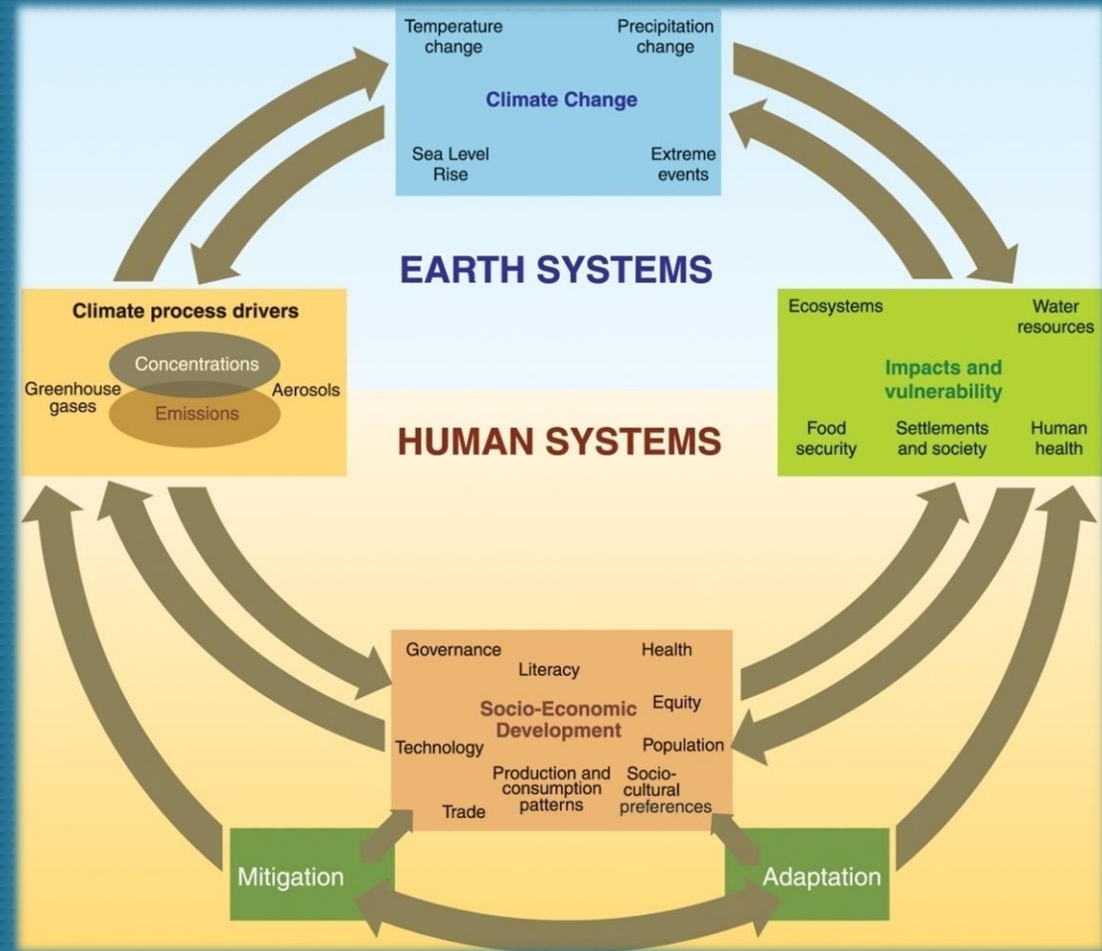 Temperature
change
Precipitation
change
Climate Change
Sea Level
Rise
Extreme
events
EARTH SYSTEMS
Climate process drivers
Concentrations
Greenhouse
gases
Aerosols
Emissions
Ecosystems
Water
resources
Impacts and
vulnerability
Food
security
Settlements
and society
Human
health
HUMAN SYSTEMS
Governance
Literacy
Health
Socio-Economic
Development
Equity
Technology
Population
Production and
consumption
patterns
Socio-
cultural
preferences
Trade
Mitigation
Adaptation